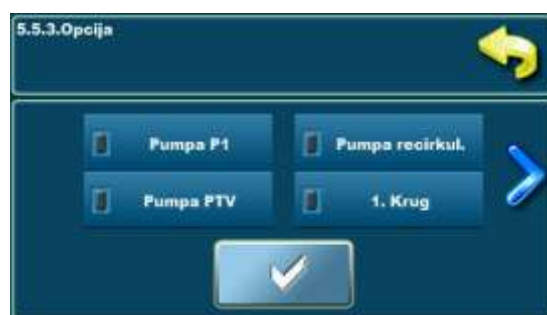 5.5.3.Opcija
Pumpa P1
Pumpa recirkul.
Pumpa PTV
1. Krug